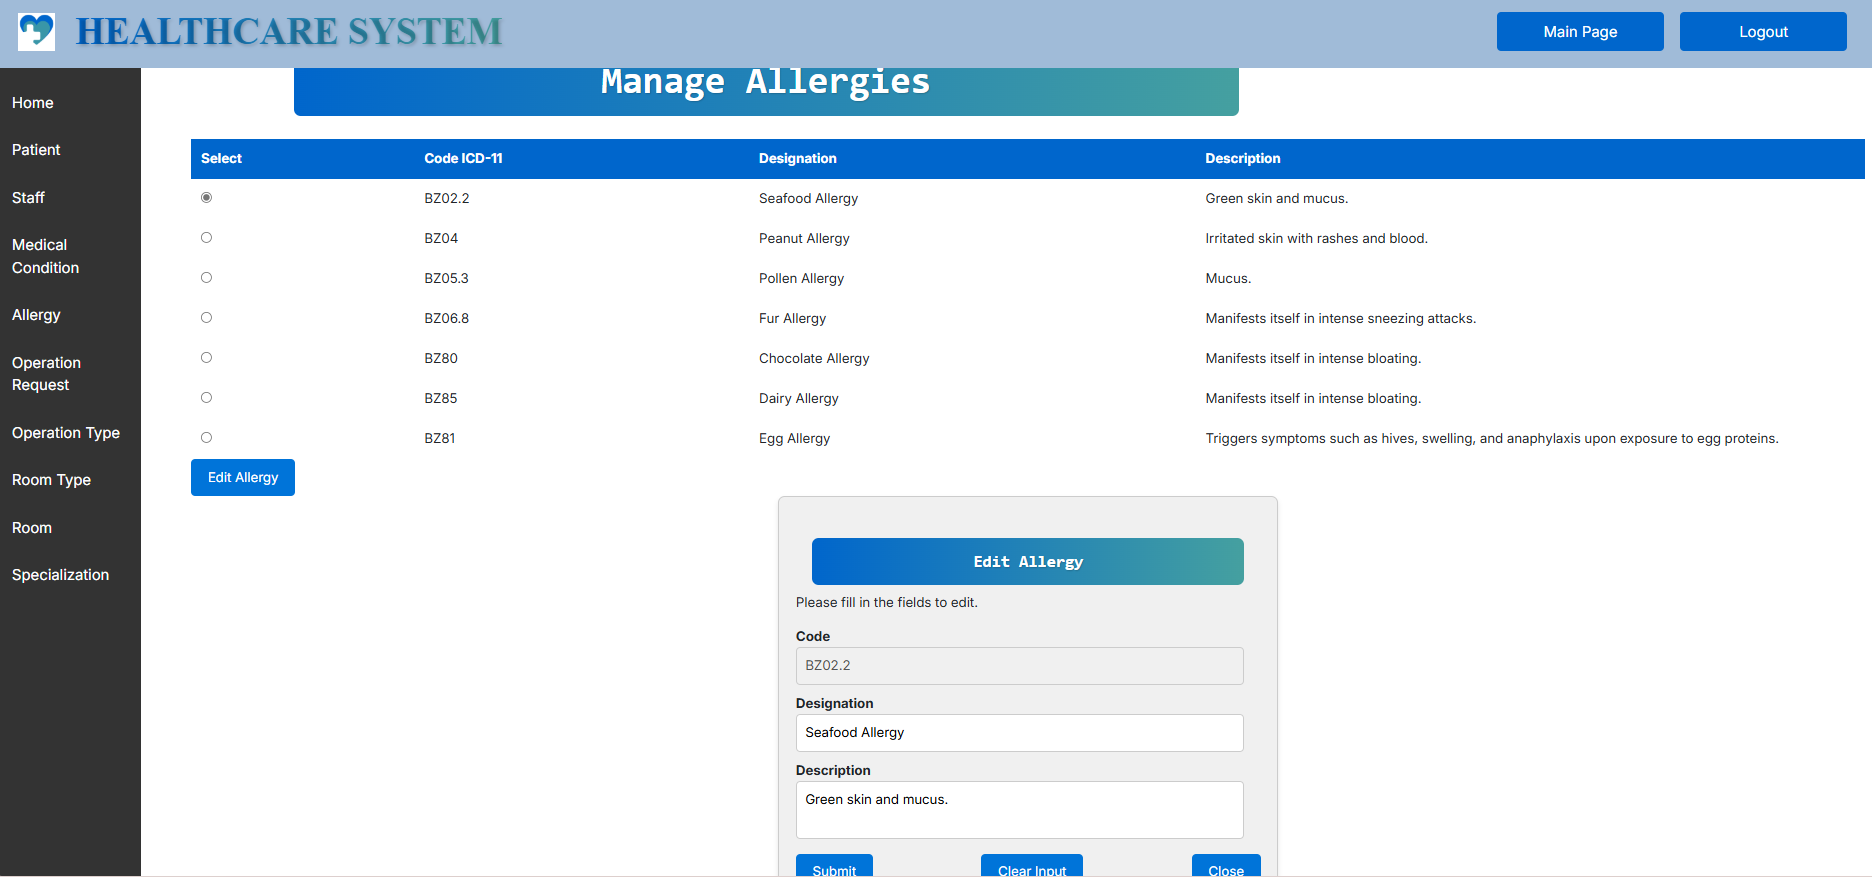 HEALTHCARE SYSTEM
Main Page
Logout
Home
Patient
Staff
Medical
Condition
Allergy
Operation
Request
Operation Type
Room Type
Room
Specialization
Manage Allergies
Select Code ICD-11 Designation Description
BZ02.2 Seafood Allergy Green skin and mucus.
BZ04 Peanut Allergy Irritated skin with rashes and blood.
BZ05.3 Pollen Allergy Mucus.
BZ06.8 Fur Allergy Manifests itself in intense sneezing attacks.
BZ80 Chocolate Allergy Manifests itself in intense bloating.
BZ85 Dairy Allergy Manifests itself in intense bloating.
BZ81 Egg Allergy Triggers symptoms such as hives, swelling, and anaphylaxis upon exposure to egg proteins.
Edit Allergy
Edit Allergy
Please fill in the fields to edit.
Code
BZ02.2
Designation
Seafood Allergy
Description
Green skin and mucus.
Submit Clear Input Close